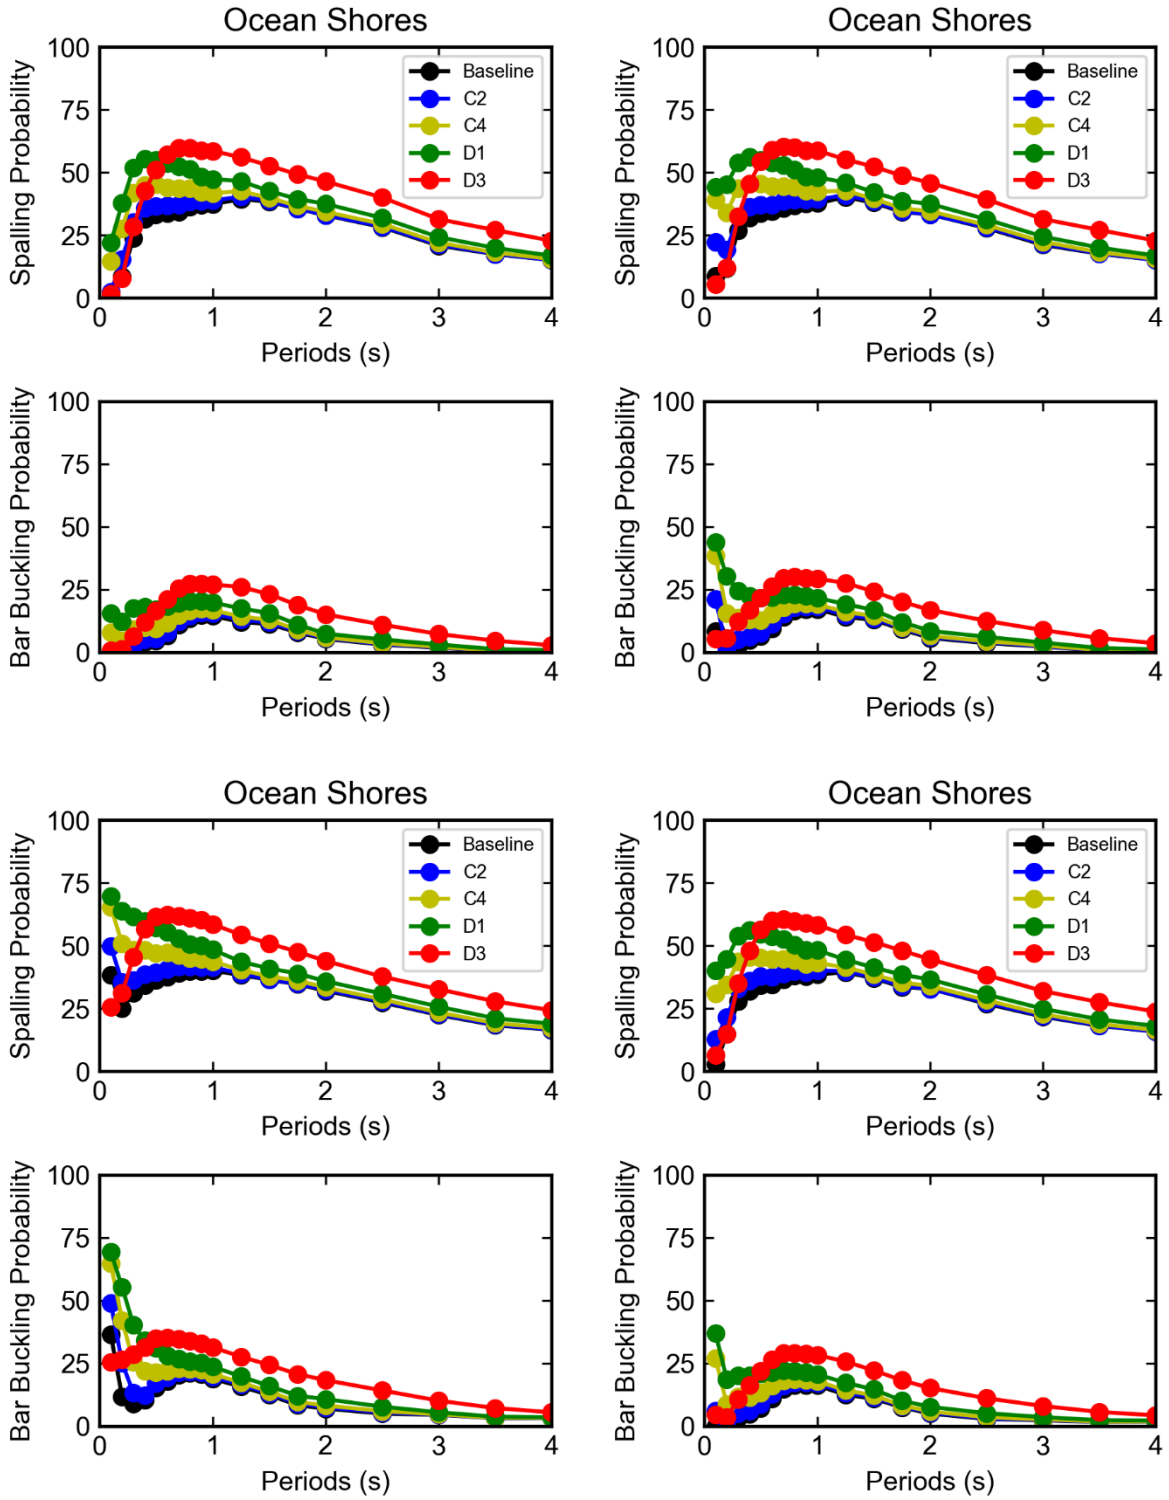 Ocean Shores
Spalling Probability
100
75
50
25
0
Baseline
C2
C4
D1
D3
0 1 2 3 4
Periods (s)
Ocean Shores
Spalling Probability
100
75
50
25
0
Baseline
C2
C4
D1
D3
0 1 2 3 4
Periods (s)
Bar Buckling Probability
100
75
50
25
0
0 1 2 3 4
Periods (s)
Bar Buckling Probability
100
75
50
25
0
0 1 2 3 4
Periods (s)
Ocean Shores
Spalling Probability
100
75
50
25
0
Baseline
C2
C4
D1
D3
0 1 2 3 4
Periods (s)
Ocean Shores
Spalling Probability
100
75
50
25
0
Baseline
C2
C4
D1
D3
0 1 2 3 4
Periods (s)
Bar Buckling Probability
100
75
50
25
0
0 1 2 3 4
Periods (s)
Bar Buckling Probability
100
75
50
25
0
0 1 2 3 4
Periods (s)